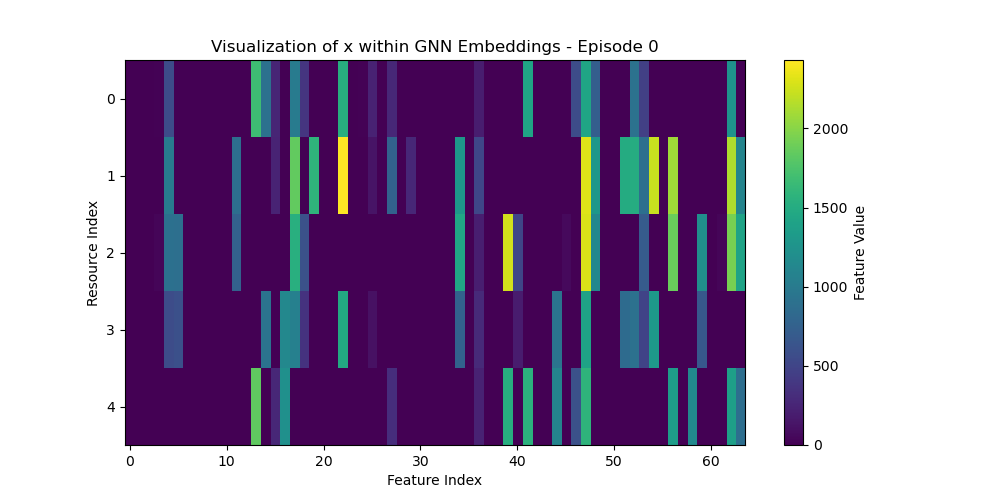 Visualization of x within GNN Embeddings - Episode 0
Resource Index
0
1
2
3
4
0 10 20 30 40 50 60
Feature Index
2000
1500
1000
500
0
Feature Value